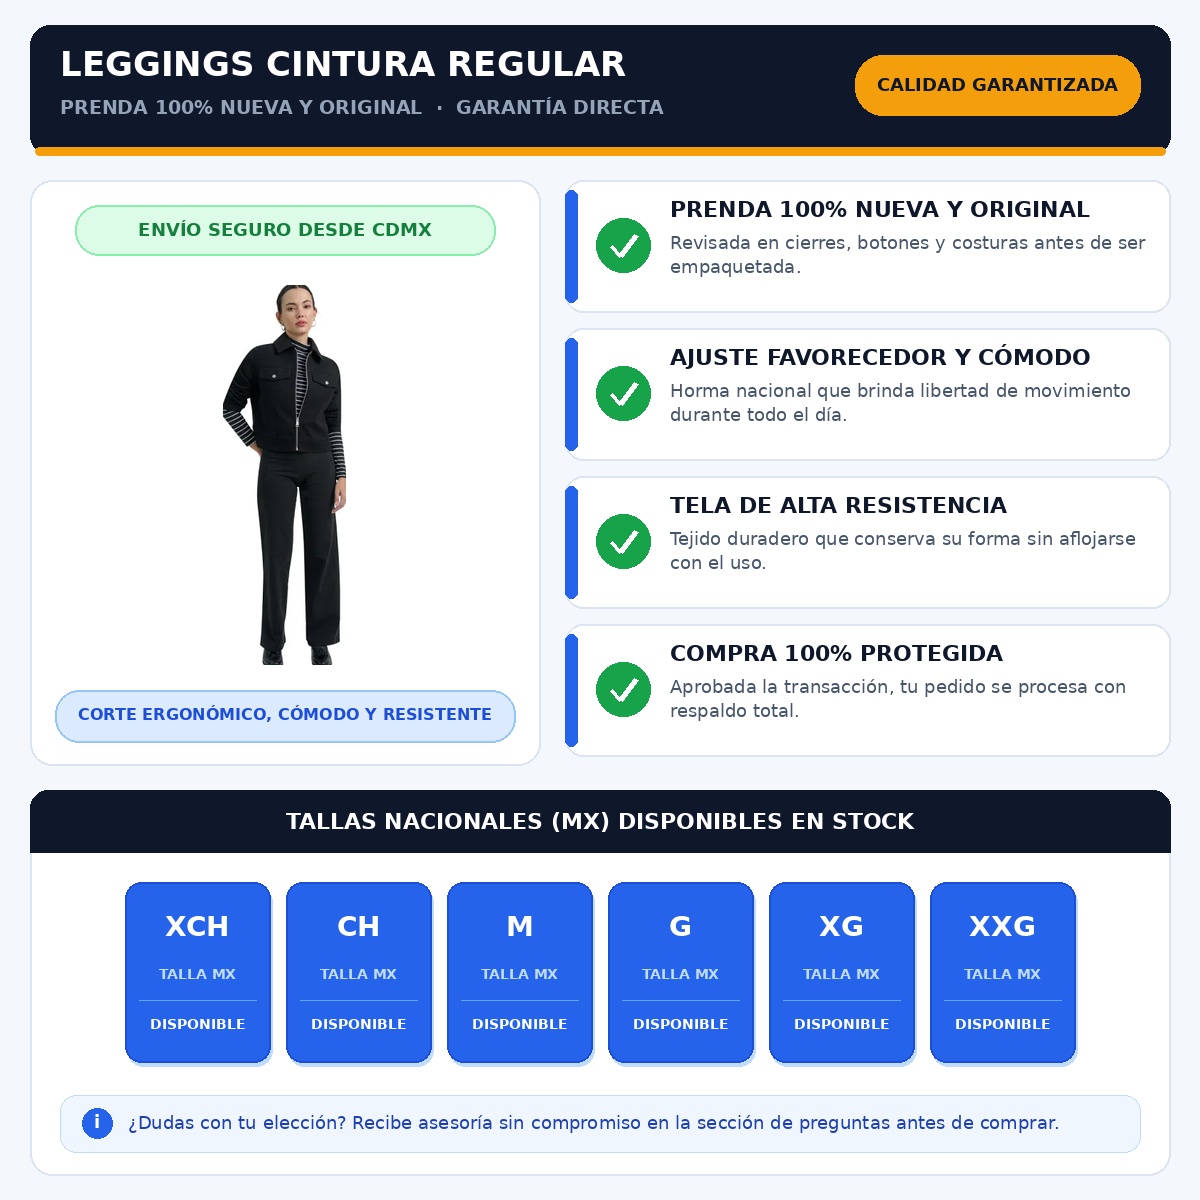 LEGGINGS CINTURA REGULAR
PRENDA 100% NUEVA Y ORIGINAL · GARANTÍA DIRECTA
CALIDAD GARANTIZADA
ENVÍO SEGURO DESDE CDMX
CORTE ERGONÓMICO, CÓMODO Y RESISTENTE
PRENDA 100% NUEVA Y ORIGINAL
Revisada en cierres, botones y costuras antes de ser
empaquetada.
AJUSTE FAVORECEDOR Y CÓMODO
Horma nacional que brinda libertad de movimiento
durante todo el día.
TELA DE ALTA RESISTENCIA
Tejido duradero que conserva su forma sin aflojarse
con el uso.
COMPRA 100% PROTEGIDA
Aprobada la transacción, tu pedido se procesa con
respaldo total.
TALLAS NACIONALES (MX) DISPONIBLES EN STOCK
XCH
TALLA MX
DISPONIBLE
CH
TALLA MX
DISPONIBLE
M
TALLA MX
DISPONIBLE
G
TALLA MX
DISPONIBLE
XG
TALLA MX
DISPONIBLE
XXG
TALLA MX
DISPONIBLE
i
¿Dudas con tu elección? Recibe asesoría sin compromiso en la sección de preguntas antes de comprar.